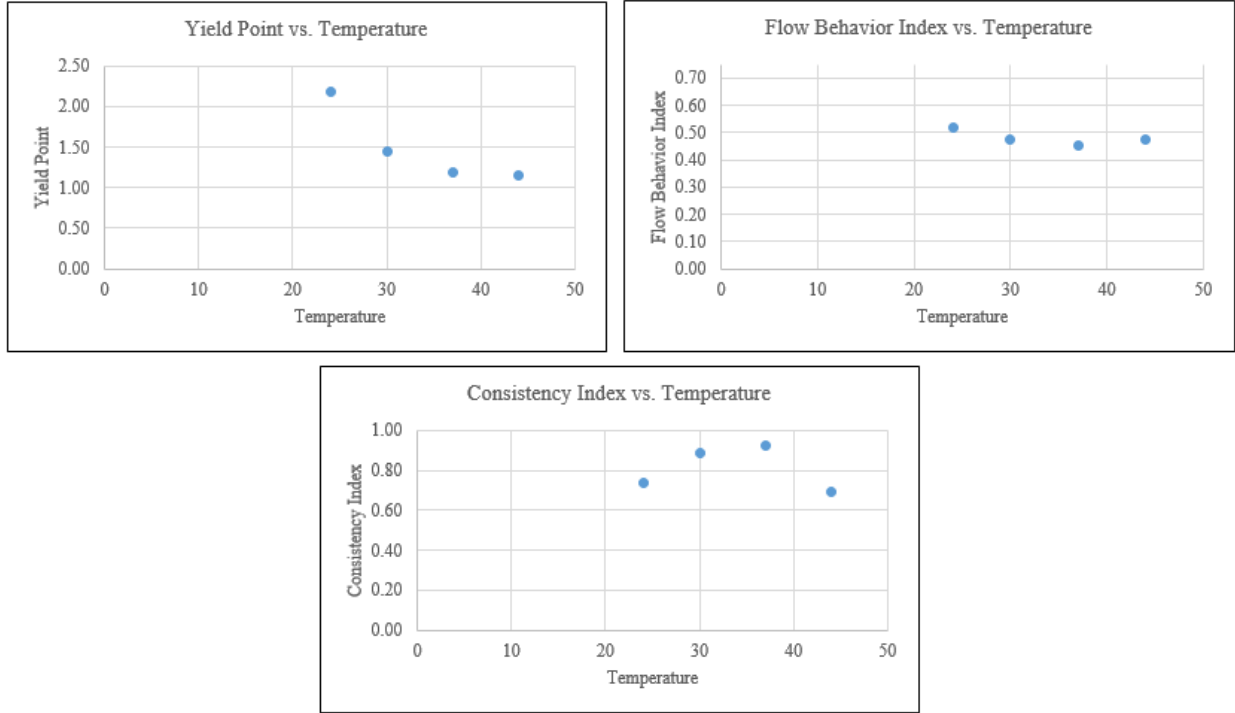 Yield Point vs. Temperature
2.50
2.00
1.50
1.00
0.50
0.00
Yield Point
0 10 20 30 40 50
Temperature
Flow Behavior Index vs. Temperature
0.70
0.60
0.50
0.40
0.30
0.20
0.10
0.00
Flow Behavior Index
0 10 20 30 40 50
Temperature
Consistency Index vs. Temperature
1.00
0.80
0.60
0.40
0.20
0.00
Consistency Index
0 10 20 30 40 50
Temperature